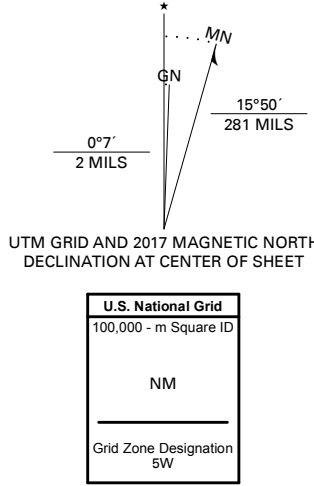 ★
MN
GN
15°50´
281 MILS
0°7´
2 MILS
UTM GRID AND 2017 MAGNETIC NORTH
DECLINATION AT CENTER OF SHEET
U.S. National Grid
100,000 - m Square ID
NM
Grid Zone Designation
5W